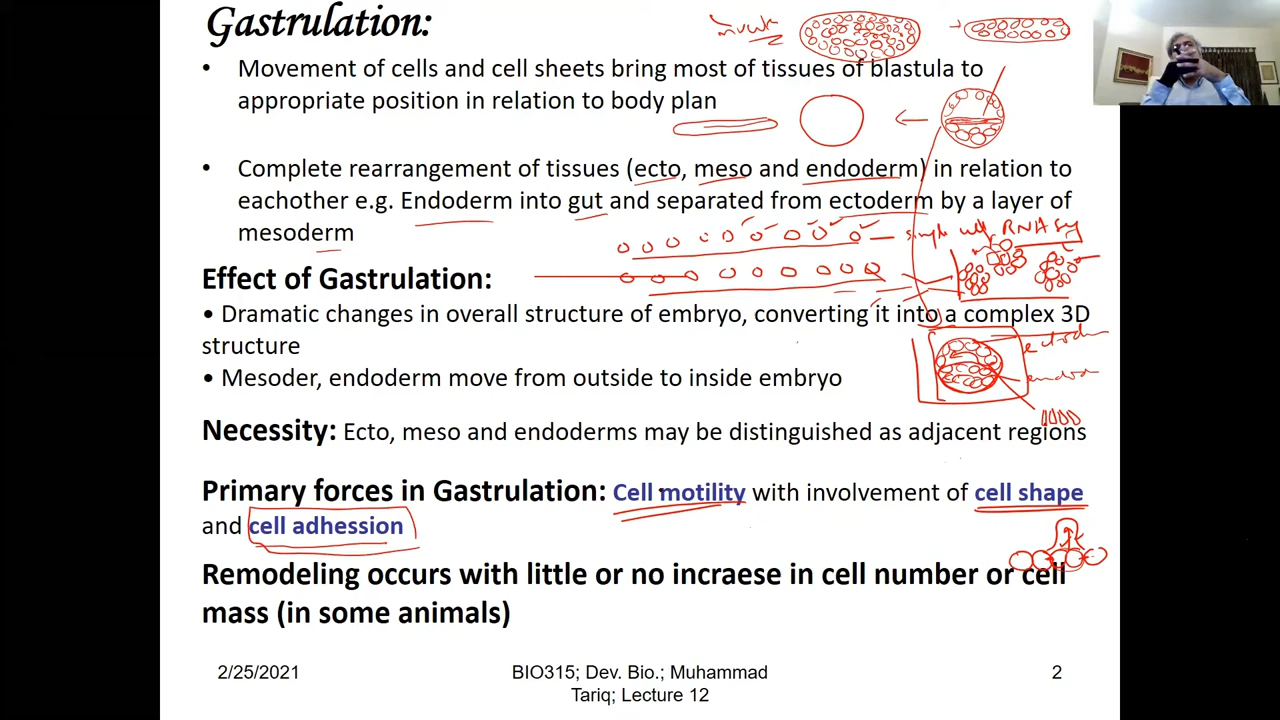 Gastrulation:
• Movement of cells and cell sheets bring most of tissues of blastula to
appropriate position in relation to body plan
• Complete rearrangement of tissues (ecto, meso and endoderm) in relation to
eachother e.g. Endoderm into gut and separated from ectoderm by a layer of
mesoderm
RNA
Effect of Gastrulation:
• Dramatic changes in overall structure of embryo, converting it into a complex 3D
structure
• Mesoder, endoderm move from outside to inside embryo
Necessity: Ecto, meso and endoderms may be distinguished as adjacent regions
Primary forces in Gastrulation: Cell motility with involvement of cell shape
and cell adhession
Remodeling occurs with little or no incraese in cell number or cell
mass (in some animals)
2/25/2021
BIO315; Dev. Bio.; Muhammad
Tariq; Lecture 12
2